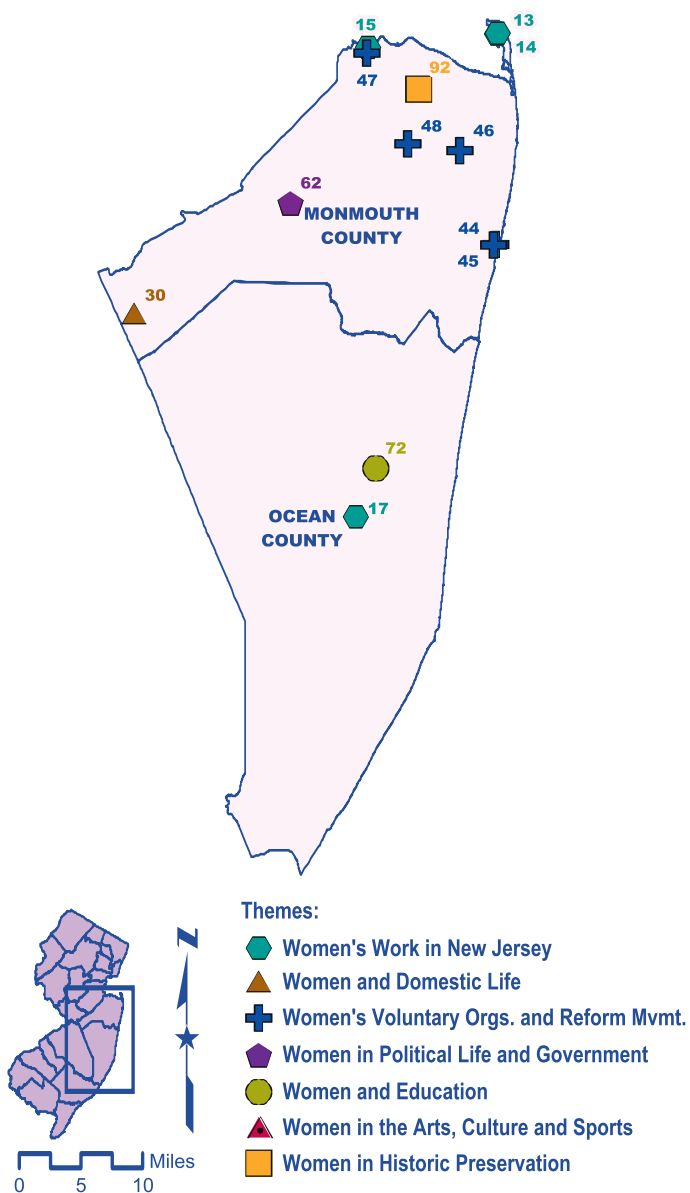 15
13
14
47
92
48
46
62
MONMOUTH
COUNTY
44
45
30
72
17
OCEAN
COUNTY
Themes:
Women's Work in New Jersey
Women and Domestic Life
Women's Voluntary Orgs. and Reform Mvmt.
Women in Political Life and Government
Women and Education
Women in the Arts, Culture and Sports
Women in Historic Preservation
N
Miles
0 5 10